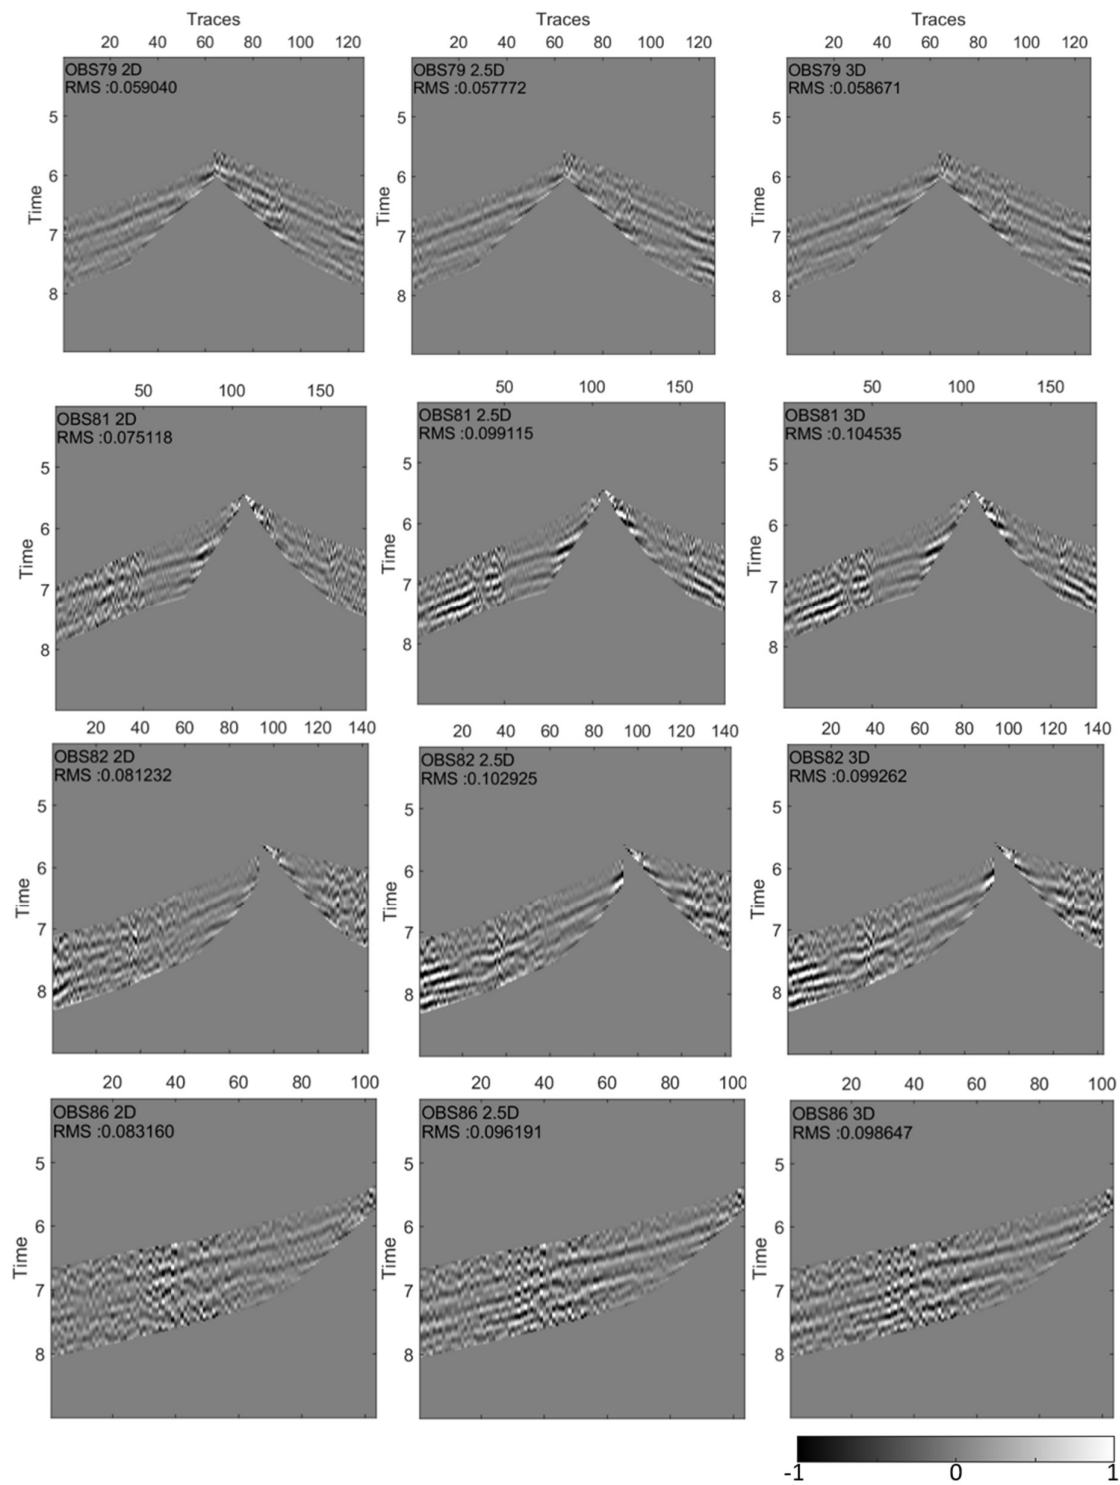 Traces Traces Traces
20 40 60 80 100 120 20 40 60 80 100 120 20 40 60 80 100 120
OBS79 2D OBS79 2.5D OBS79 3D
RMS :0.059040 RMS :0.057772 RMS :0.058671
5 5 5
6 6 6
Time Time Time
7 7 7
8 8 8
50 100 150 50 100 150 50 100 150
OBS81 2D OBS81 2.5D OBS81 3D
RMS :0.075118 RMS :0.099115 RMS :0.104535
5 5 5
6 6 6
Time Time Time
7 7 7
8 8 8
20 40 60 80 100 120 140 20 40 60 80 100 120 140 20 40 60 80 100 120 140
OBS82 2D OBS82 2.5D OBS82 3D
RMS :0.081232 RMS :0.102925 RMS :0.099262
5 5 5
6 6 6
Time Time Time
7 7 7
8 8 8
20 40 60 80 100 20 40 60 80 100 20 40 60 80 100
OBS86 2D OBS86 2.5D OBS86 3D
RMS :0.083160 RMS :0.096191 RMS :0.098647
5 5 5
6 6 6
Time Time Time
7 7 7
8 8 8
-1 0 1